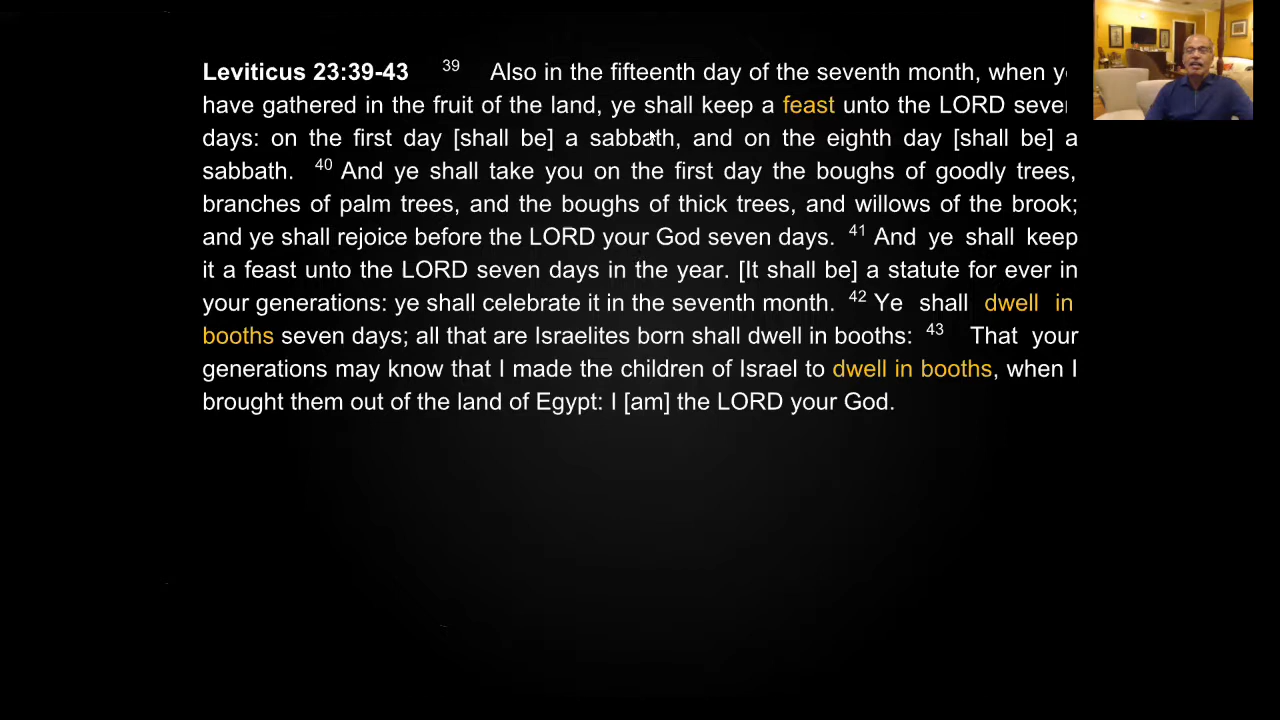 Leviticus 23:39-43 39 Also in the fifteenth day of the seventh month, when
have gathered in the fruit of the land, ye shall keep a feast unto the LORD
days: on the first day [shall be] a sabbath, and on the eighth day [shall be] a
sabbath. 40 And ye shall take you on the first day the boughs of goodly trees,
branches of palm trees, and the boughs of thick trees, and willows of the brook;
and ye shall rejoice before the LORD your God seven days. 41 And ye shall keep
it a feast unto the LORD seven days in the year. [It shall be] a statute for ever in
your generations: ye shall celebrate it in the seventh month. 42 Ye shall dwell in
booths seven days; all that are Israelites born shall dwell in booths: 43 That your
generations may know that I made the children of Israel to dwell in booths, when I
brought them out of the land of Egypt: I [am] the LORD your God.